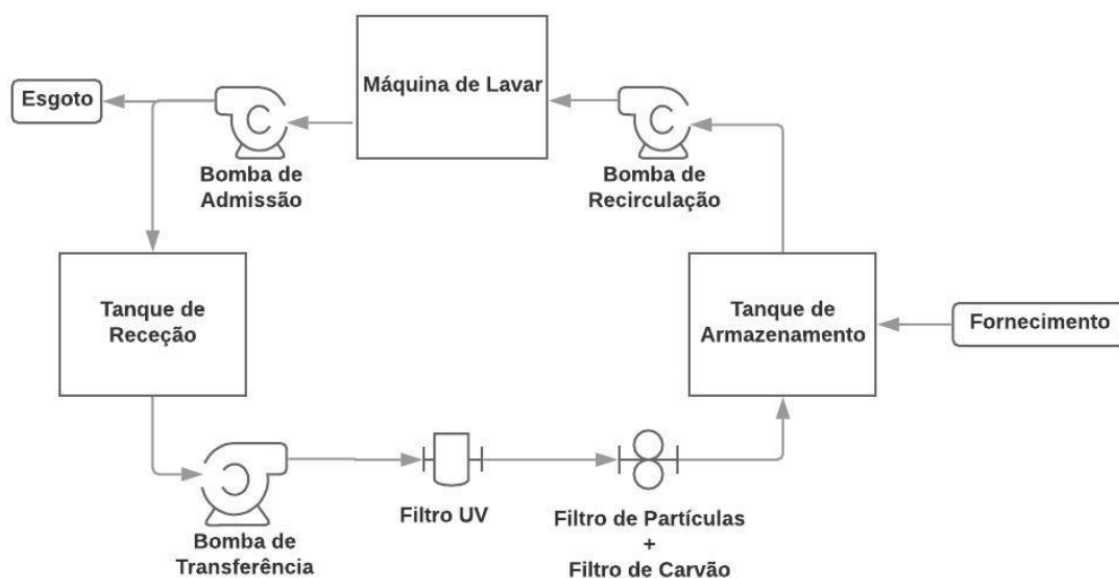 Esgoto
Máquina de Lavar
Bomba de
Admissão
Bomba de
Recirculação
Tanque de
Receção
Tanque de
Armazenamento
Fornecimento
Bomba de
Transferência
Filtro UV
Filtro de Partículas
+
Filtro de Carvão